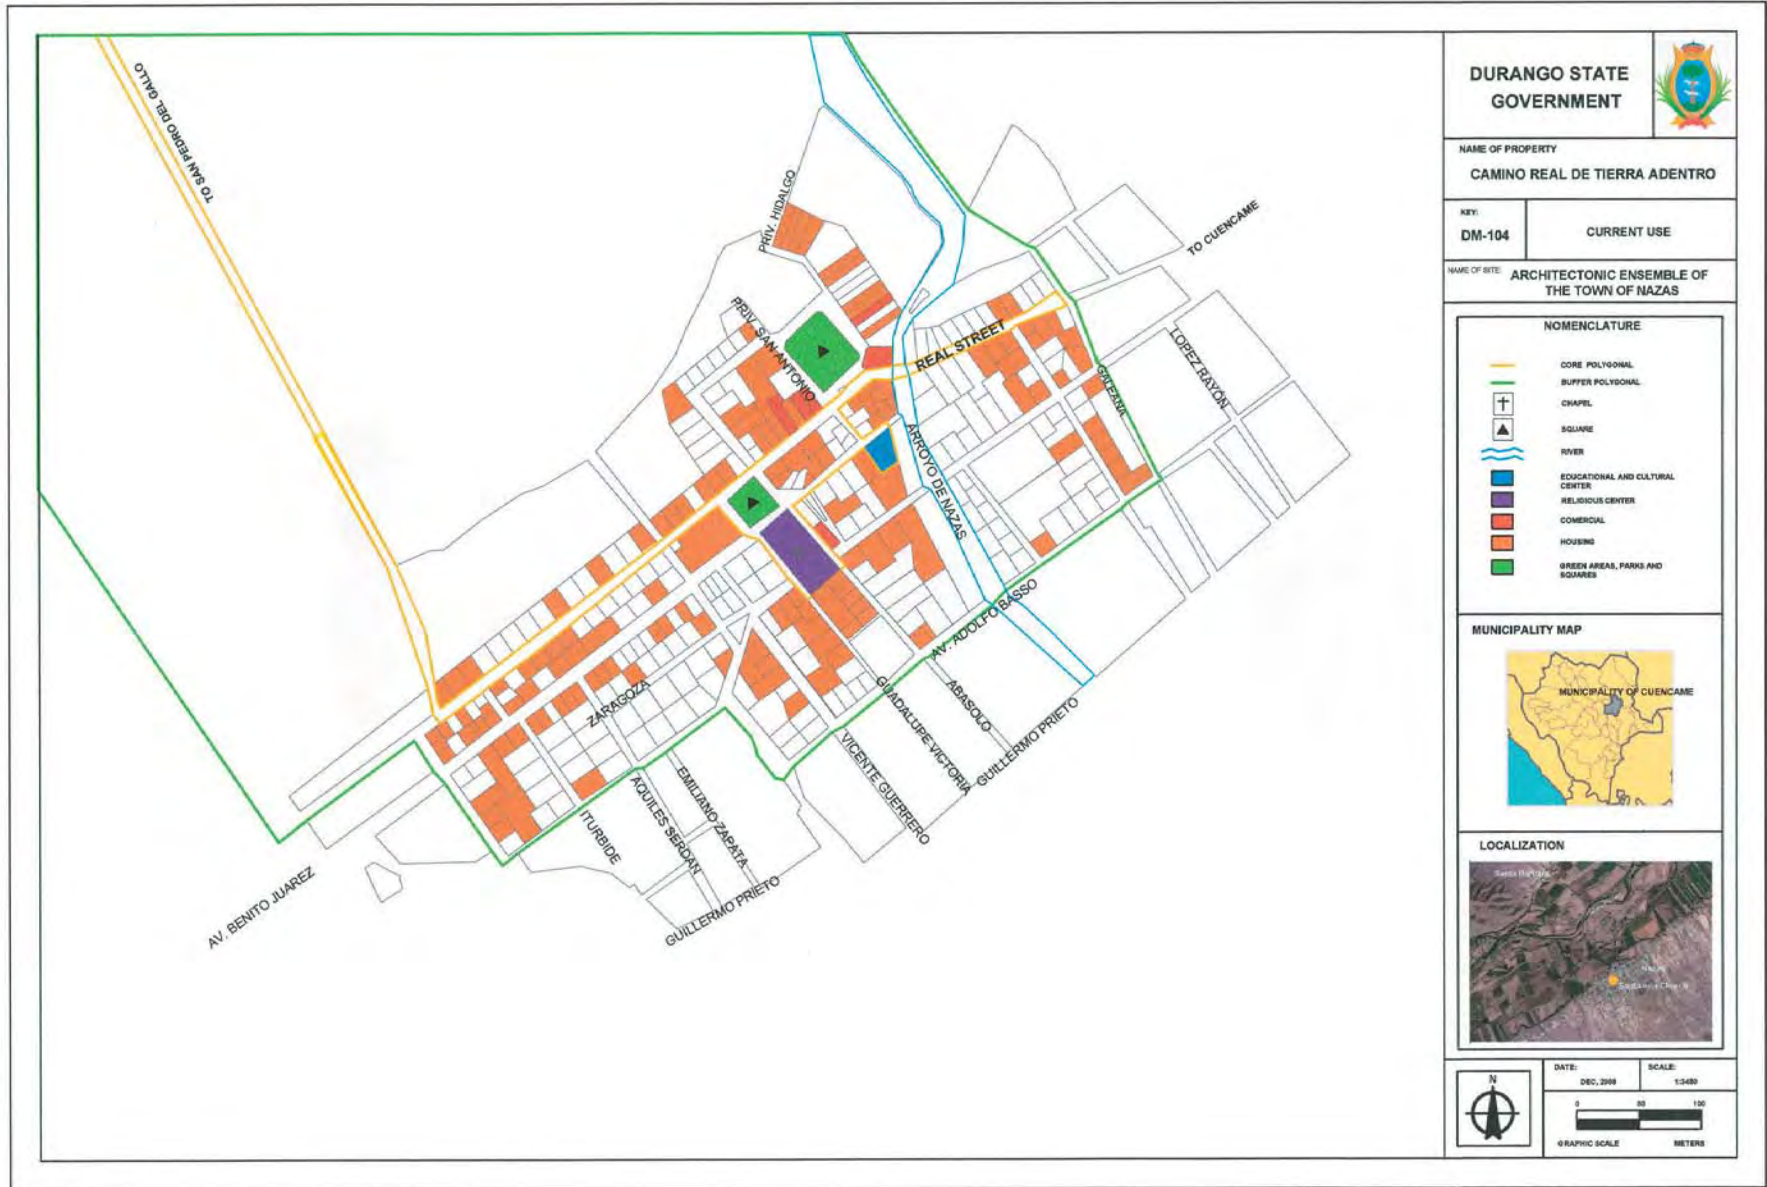 TO SAN PEDRO DEL GALLO
PRIV. HIDALGO
TO CUENCAME
PRIV. SAN ANTONIO
REAL STREET
LOPEZ RAYÓN
GALEANA
ARROYO DE NAZAS
AV. ADOLFO BASSO
ZARAGOZA
ABASOLO
GUADALUPE VICTORIA
GUILLERMO PRIETO
VICENTE GUERRERO
EMILIANO ZAPATA
AQUILES SERDAN
ITURBIDE
GUILLERMO PRIETO
AV. BENITO JUAREZ
DURANGO STATE
GOVERNMENT
NAME OF PROPERTY
CAMINO REAL DE TIERRA ADENTRO
KEY:
DM-104
CURRENT USE
NAME OF SITE: ARCHITECTONIC ENSEMBLE OF
THE TOWN OF NAZAS
NOMENCLATURE
CORE POLYGONAL
BUFFER POLYGONAL
CHAPEL
SQUARE
RIVER
EDUCATIONAL AND CULTURAL
CENTER
RELIGIOUS CENTER
COMERCIAL
HOUSING
GREEN AREAS, PARKS AND
SQUARES
MUNICIPALITY MAP
MUNICIPALITY OF CUENCAME
LOCALIZATION
N
DATE:
SCALE:
GRAPHIC SCALE
METERS